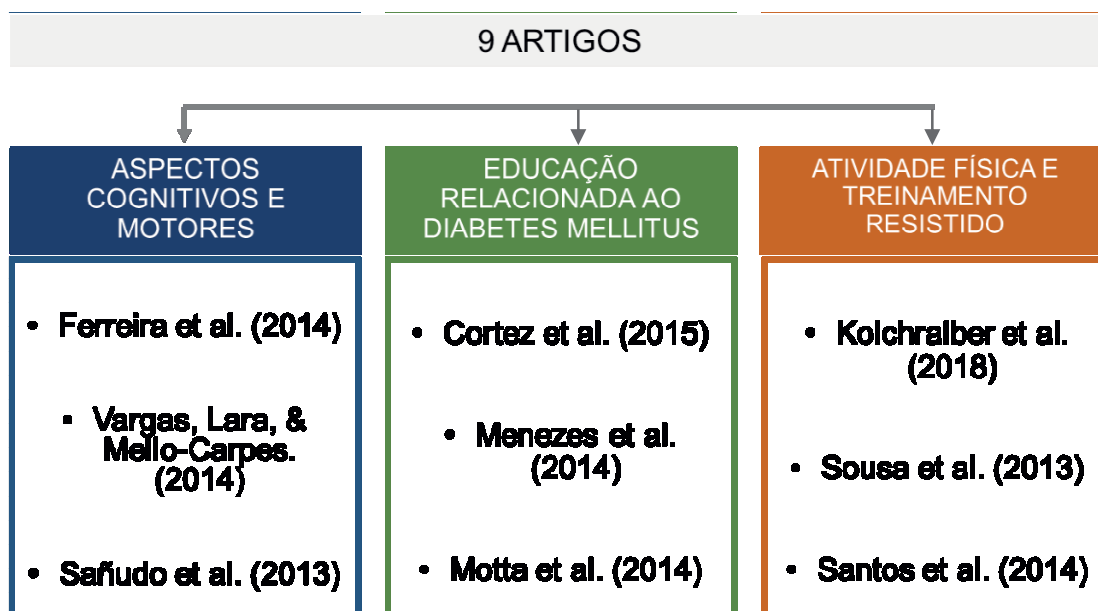 9 ARTIGOS
ASPECTOS
COGNITIVOS E
MOTORES
• Ferreira et al. (2014)
▪ Vargas, Lara, &
Mello-Carpes.
(2014)
• Sañudo et al. (2013)
EDUCAÇÃO
RELACIONADA AO
DIABETES MELLITUS
• Cortez et al. (2015)
• Menezes et al.
(2014)
• Motta et al. (2014)
ATIVIDADE FÍSICA E
TREINAMENTO
RESISTIDO
• Kolchraiber et al.
(2018)
• Sousa et al. (2013)
• Santos et al. (2014)